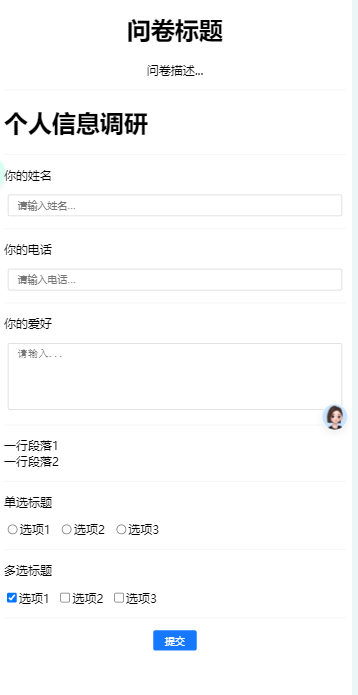 问卷标题
问卷描述...
个人信息调研
你的姓名
请输入姓名...
你的电话
请输入电话...
你的爱好
请输入...
一行段落1
一行段落2
单选标题
选项1 选项2 选项3
多选标题
选项1 选项2 选项3
提交